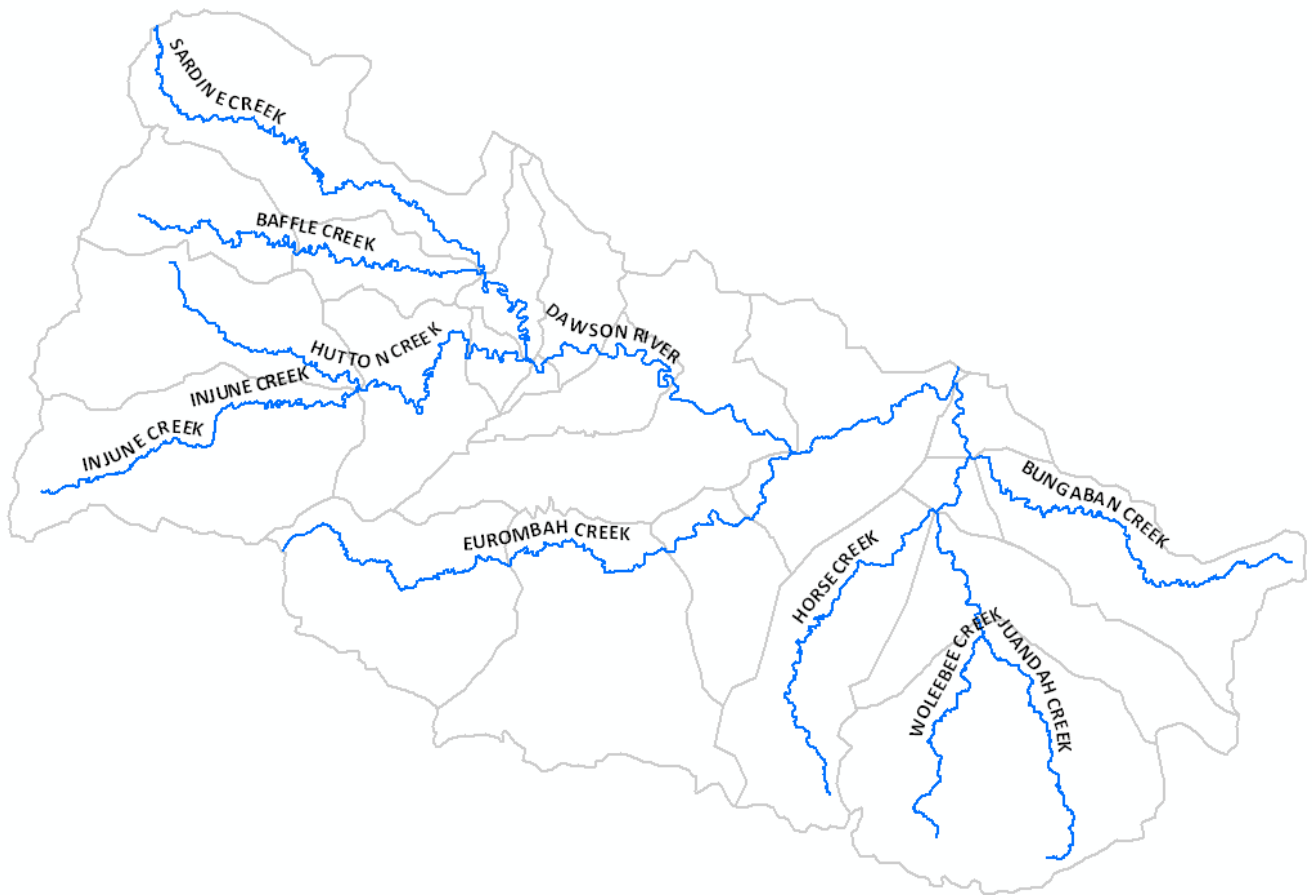 SARDINE CREEK
BAFFLE CREEK
DAWSON RIVER
HUTTON CREEK
INJUNE CREEK
INJUNE CREEK
EUROMBAH CREEK
BUNGABAN CREEK
HORSE CREEK
WOLEEBEE CREEK
JUANDAH CREEK